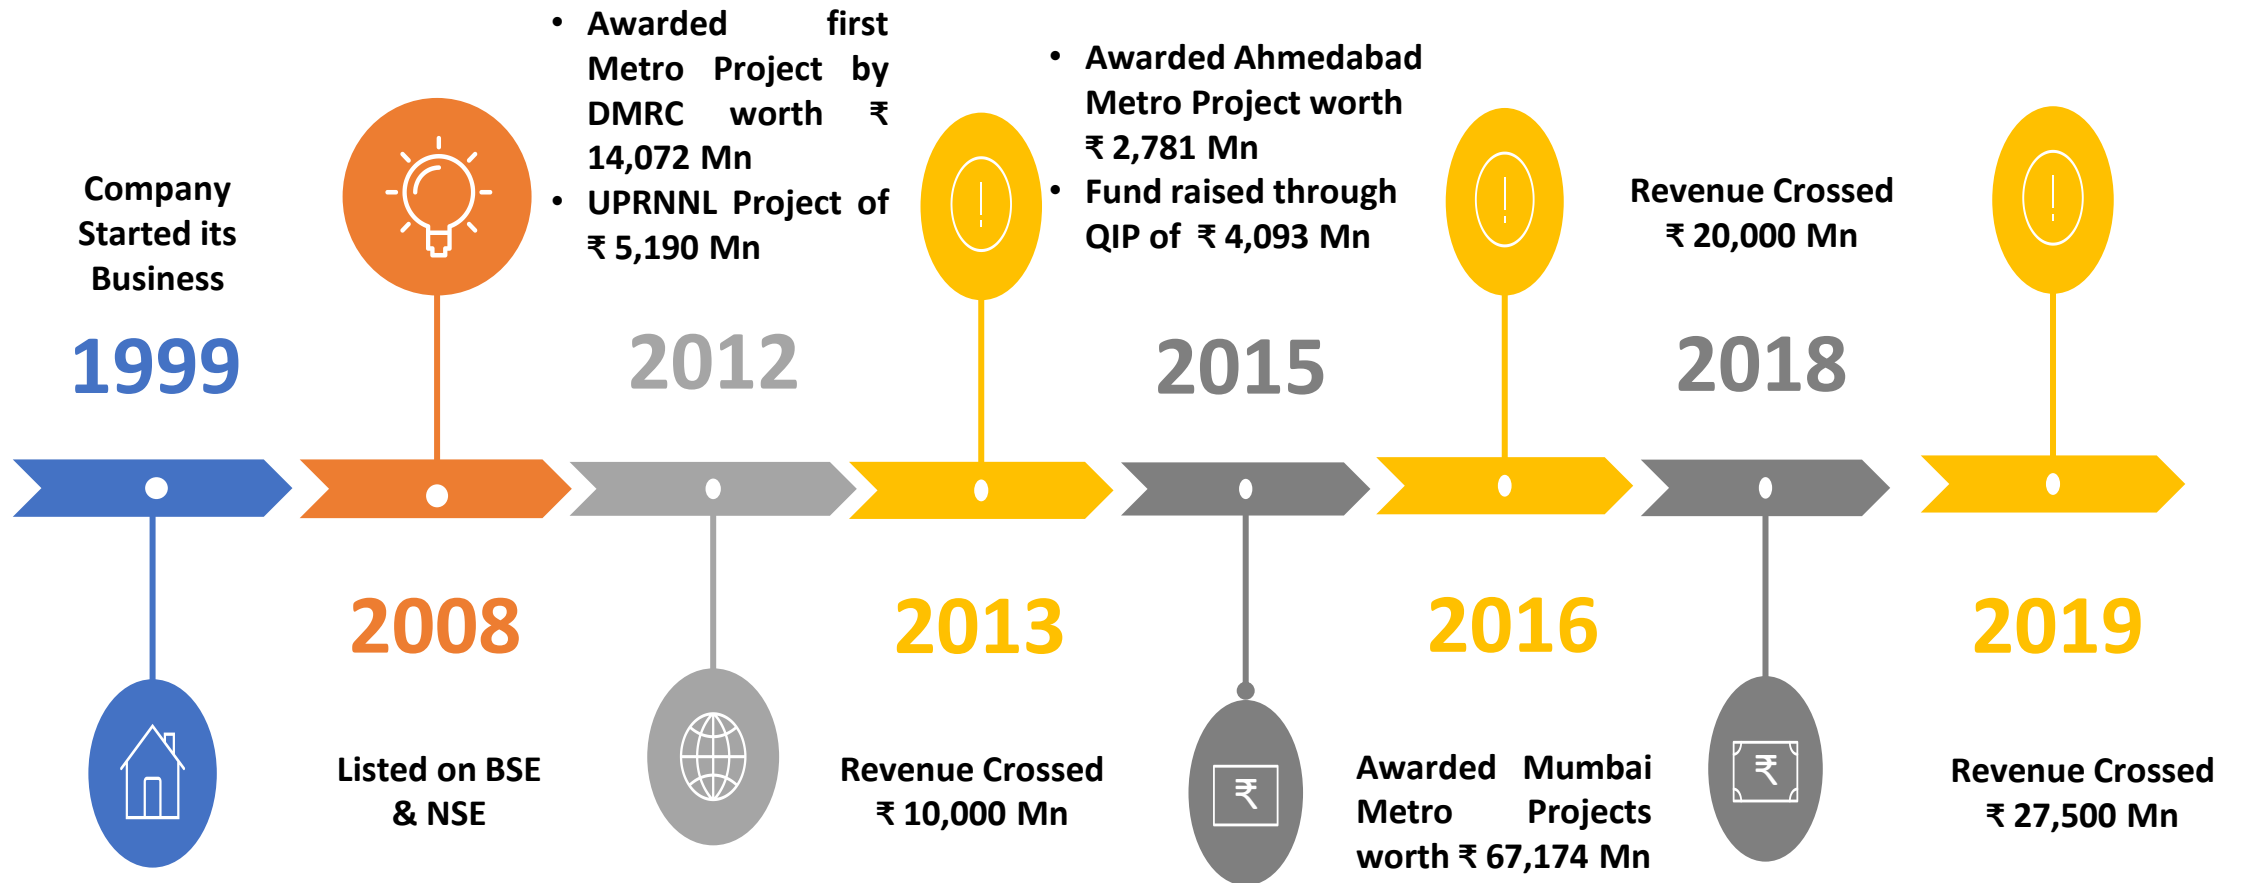 Company
Started its
Business
1999
2008
Listed on BSE
& NSE
• Awarded first
Metro Project by
DMRC worth ₹
14,072 Mn
• UPRNNL Project of
₹ 5,190 Mn
2012
2013
Revenue Crossed
₹ 10,000 Mn
• Awarded Ahmedabad
Metro Project worth
₹ 2,781 Mn
• Fund raised through
QIP of ₹ 4,093 Mn
2015
₹
2016
Awarded Mumbai
Metro Projects
worth ₹ 67,174 Mn
Revenue Crossed
₹ 20,000 Mn
2018
₹
2019
Revenue Crossed
₹ 27,500 Mn